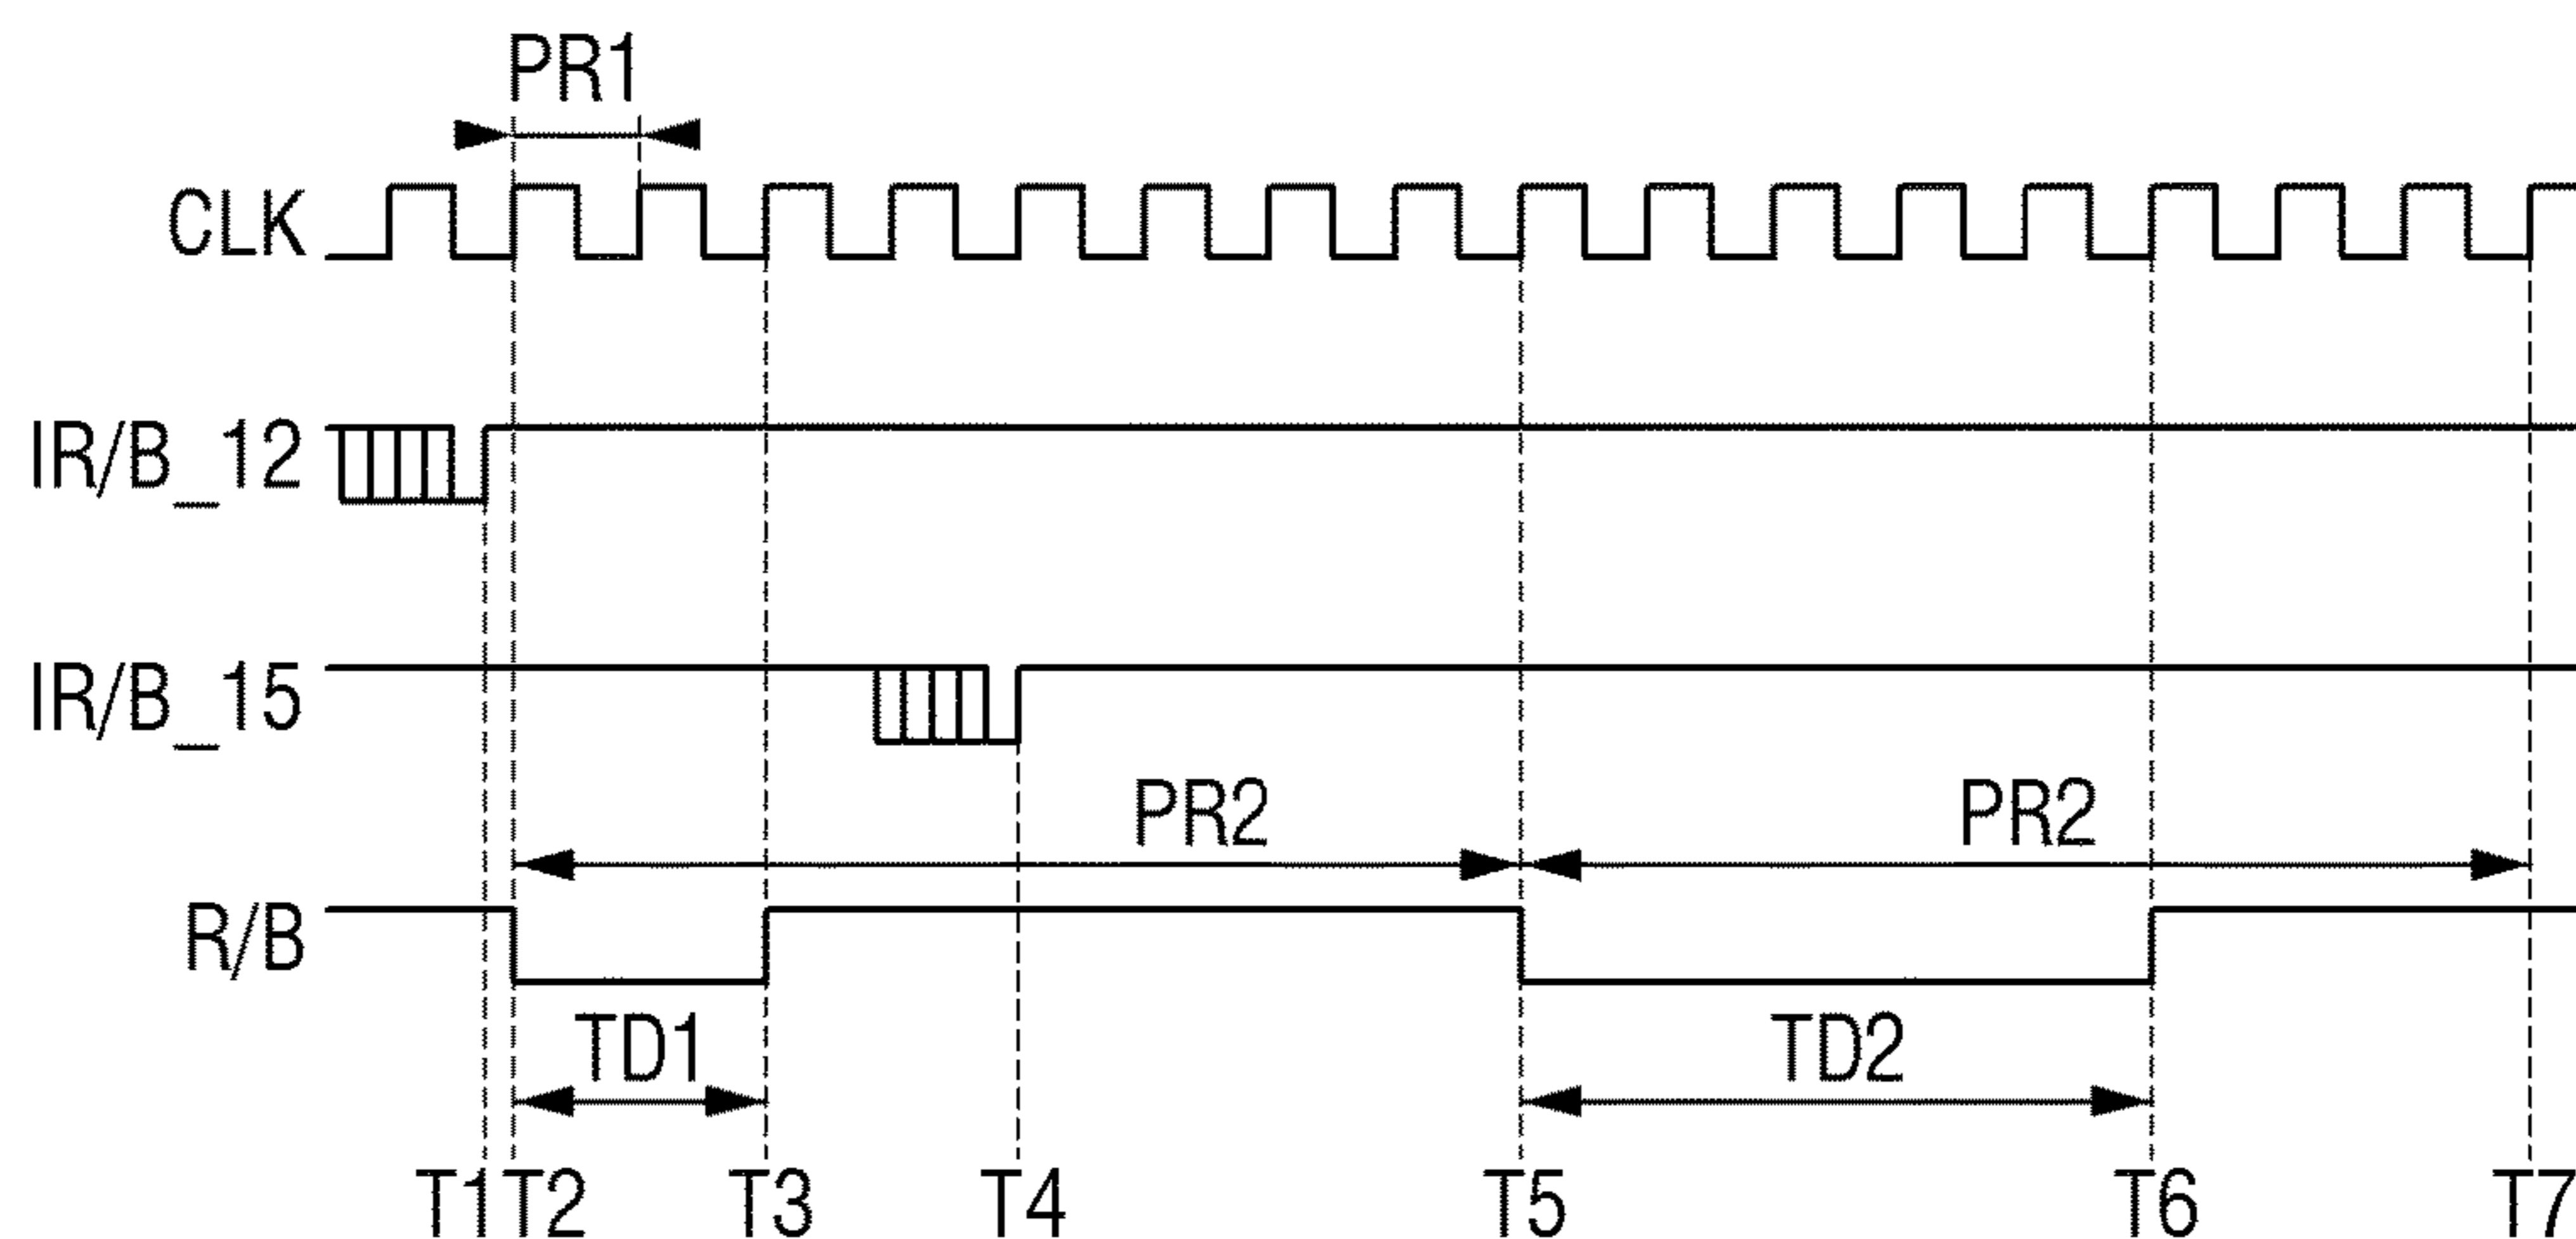 PR1
CLK
IR/B_12
IR/B_15
PR2 PR2
R/B
TD1 TD2
T1 T2 T3 T4 T5 T6 T7